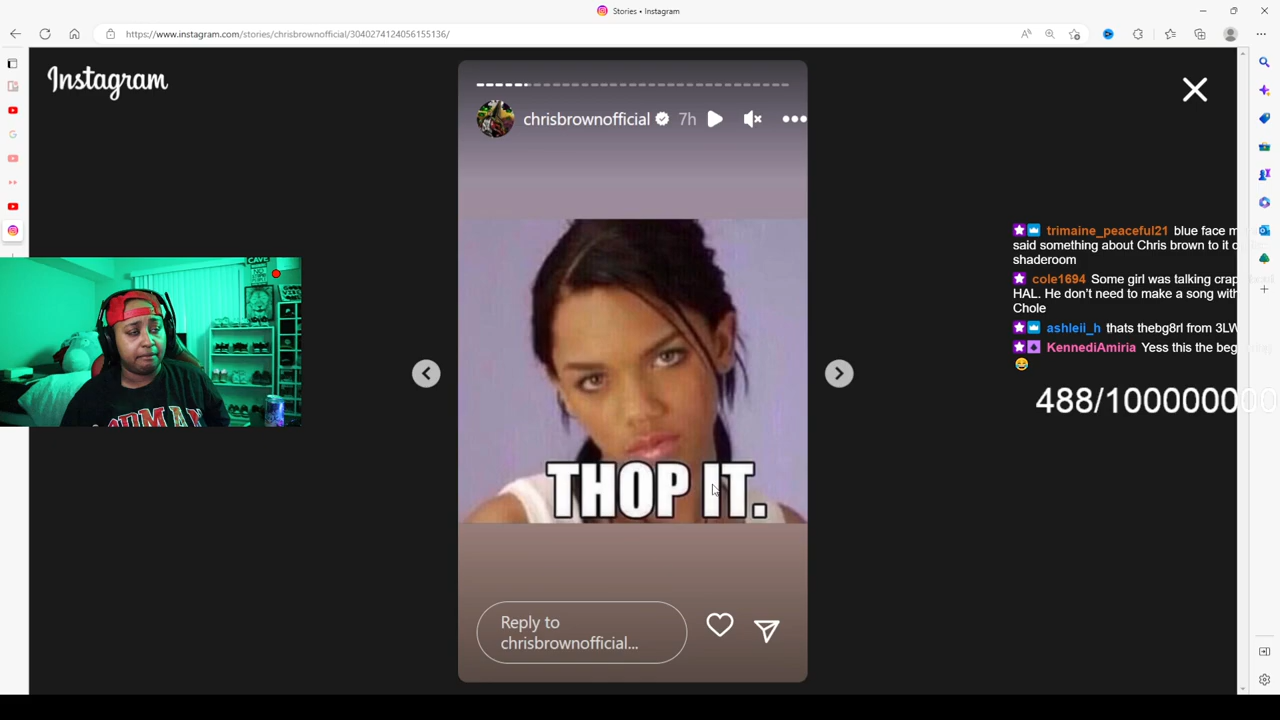 Stories • Instagram
https://www.instagram.com/stories/chrisbrownofficial/3040274124056155136/
Instagram
chrisbrownofficial 7h
THOP IT.
Reply to
chrisbrownofficial...
trimaine_peaceful21 blue face m
said something about Chris brown to it
shaderoom
cole1694 Some girl was talking crap
HAL. He don't need to make a song with
Chole
ashleii_h thats thebg8rl from 3LW
KennediAmiria Yess this the beg
488/1000000000
CAVE